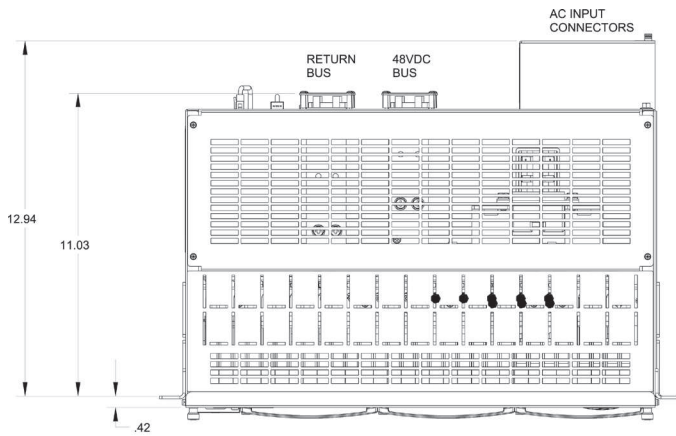 AC INPUT
CONNECTORS
RETURN
BUS
48VDC
BUS
12.94
11.03
.42